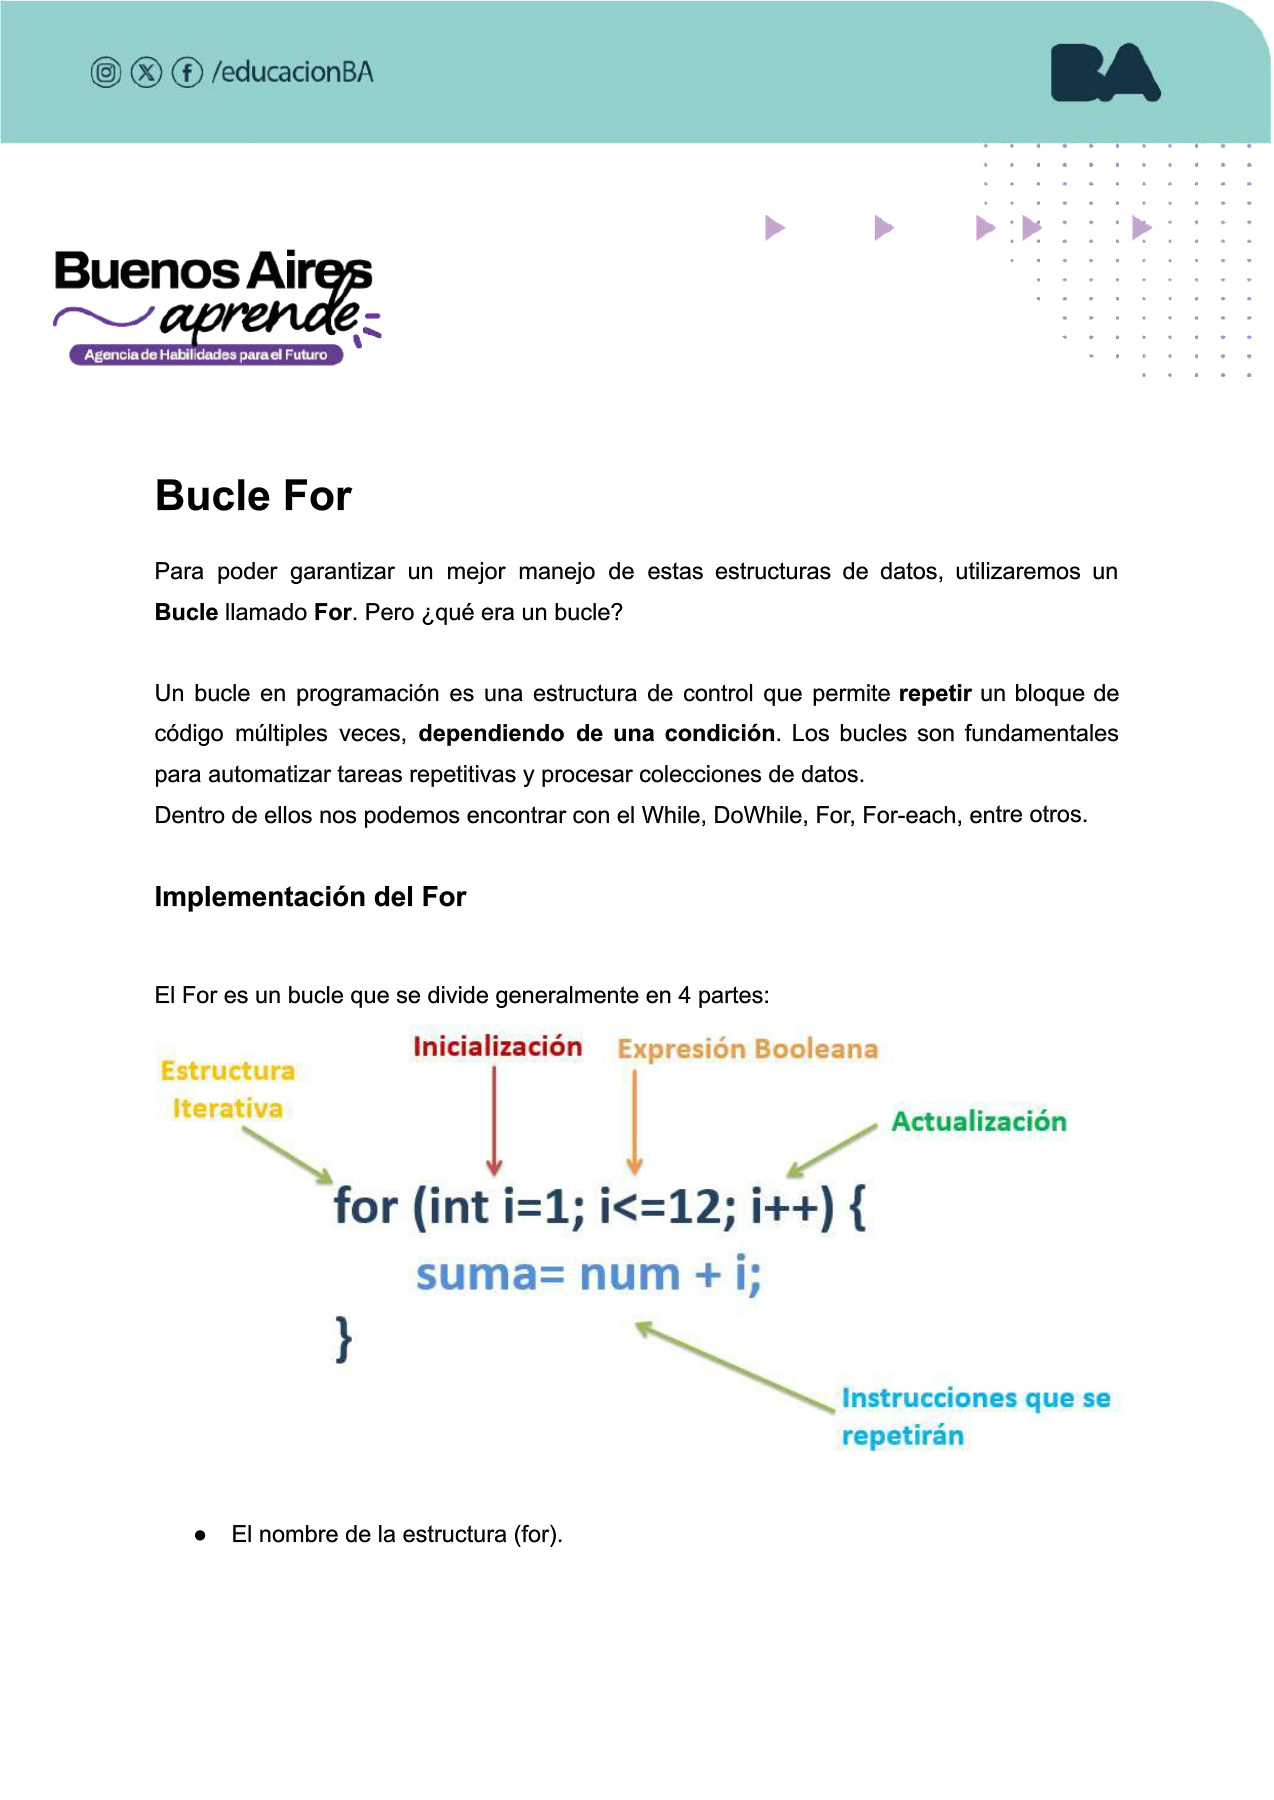 /educacionBA
BA
Buenos Aires
aprende
Agencia de Habilidades para el Futuro
Bucle For
Para poder garantizar un mejor manejo de estas estructuras de datos, utilizaremos un
Bucle llamado For. Pero ¿qué era un bucle?
Un bucle en programación es una estructura de control que permite repetir un bloque de
código múltiples veces, dependiendo de una condición. Los bucles son fundamentales
para automatizar tareas repetitivas y procesar colecciones de datos.
Dentro de ellos nos podemos encontrar con el While, DoWhile, For, For-each, entre otros.
Implementación del For
El For es un bucle que se divide generalmente en 4 partes:
Inicialización
Expresión Booleana
Estructura
Iterativa
Actualización
for (int i=1; i<=12; i++) {
suma= num + i;
}
Instrucciones que se
repetirán
● El nombre de la estructura (for).